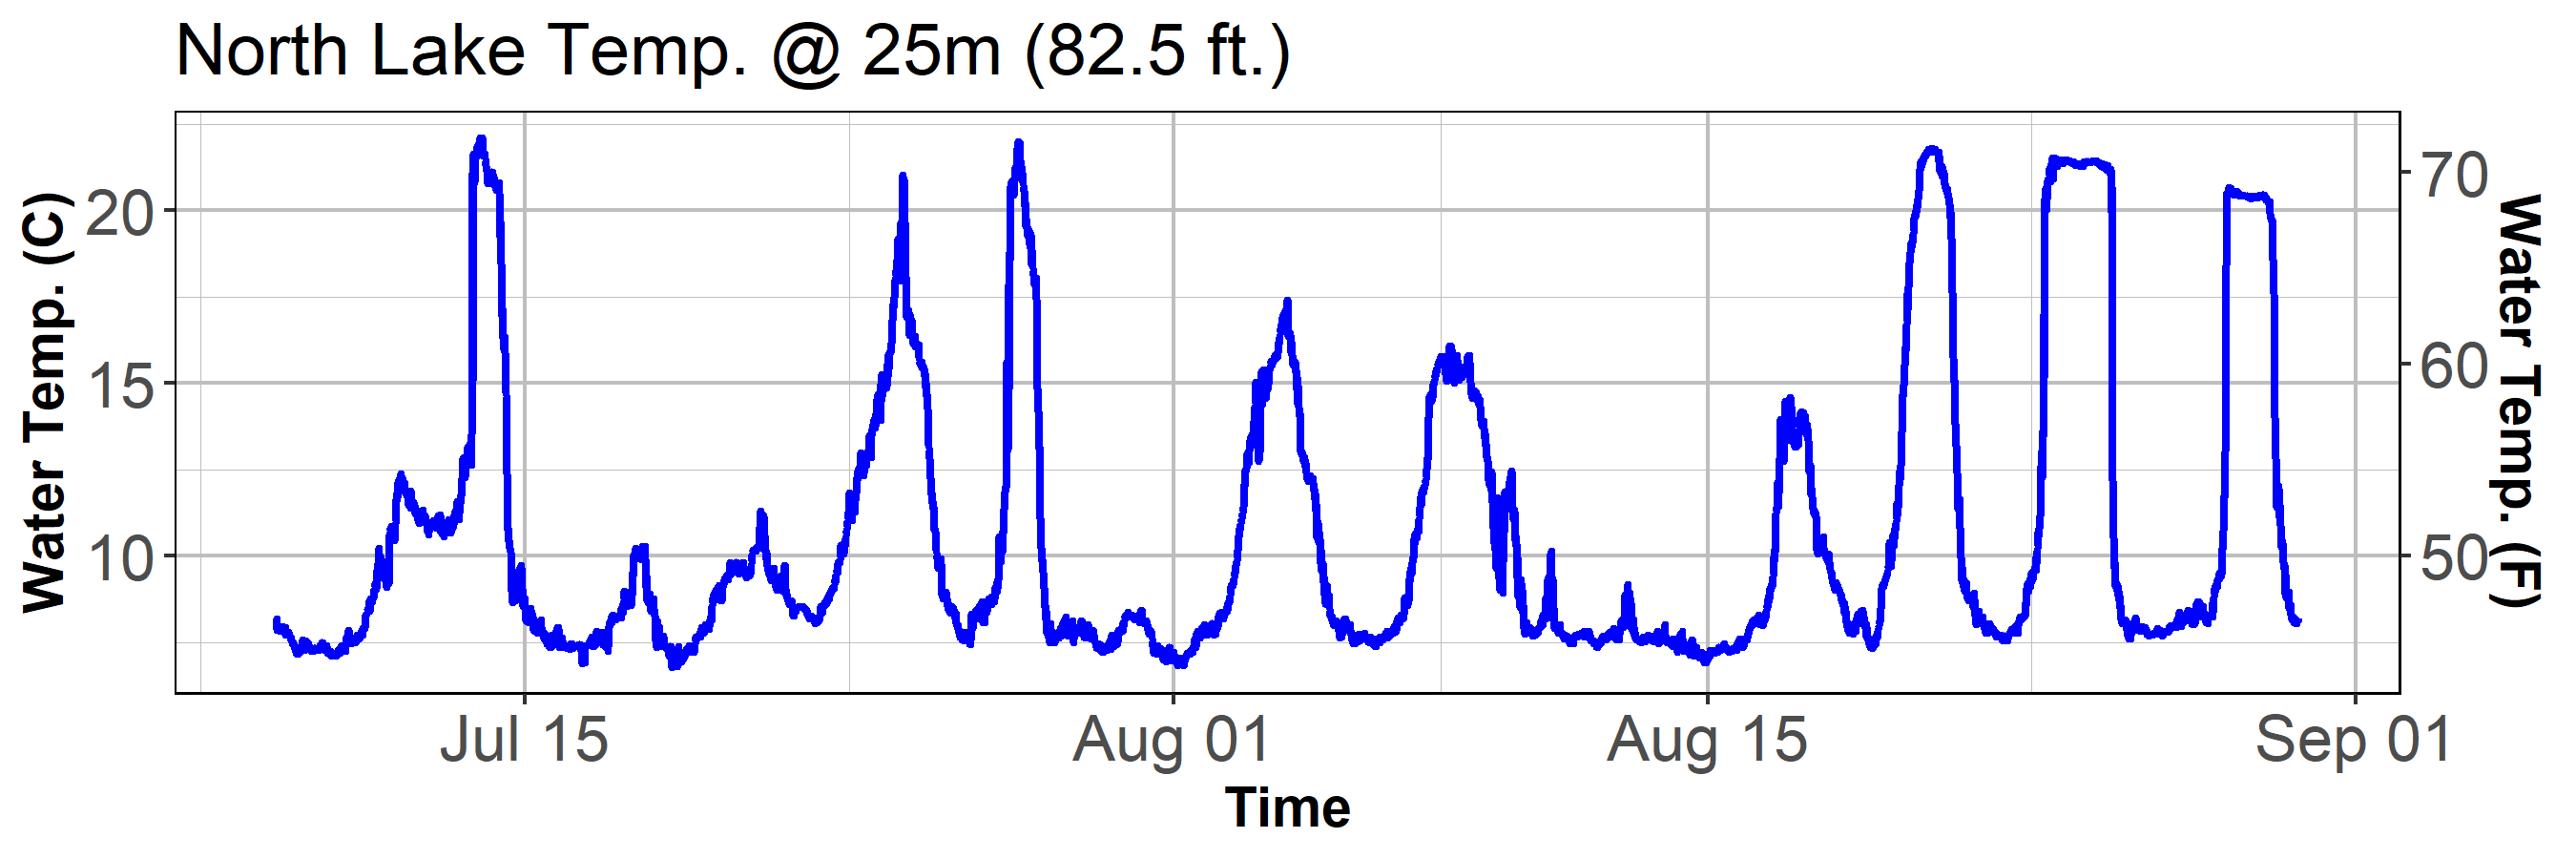 North Lake Temp. @ 25m (82.5 ft.)
Water Temp. (C)
20
15
10
70
60
50
Water Temp. (F)
Jul 15
Aug 01
Aug 15
Sep 01
Time